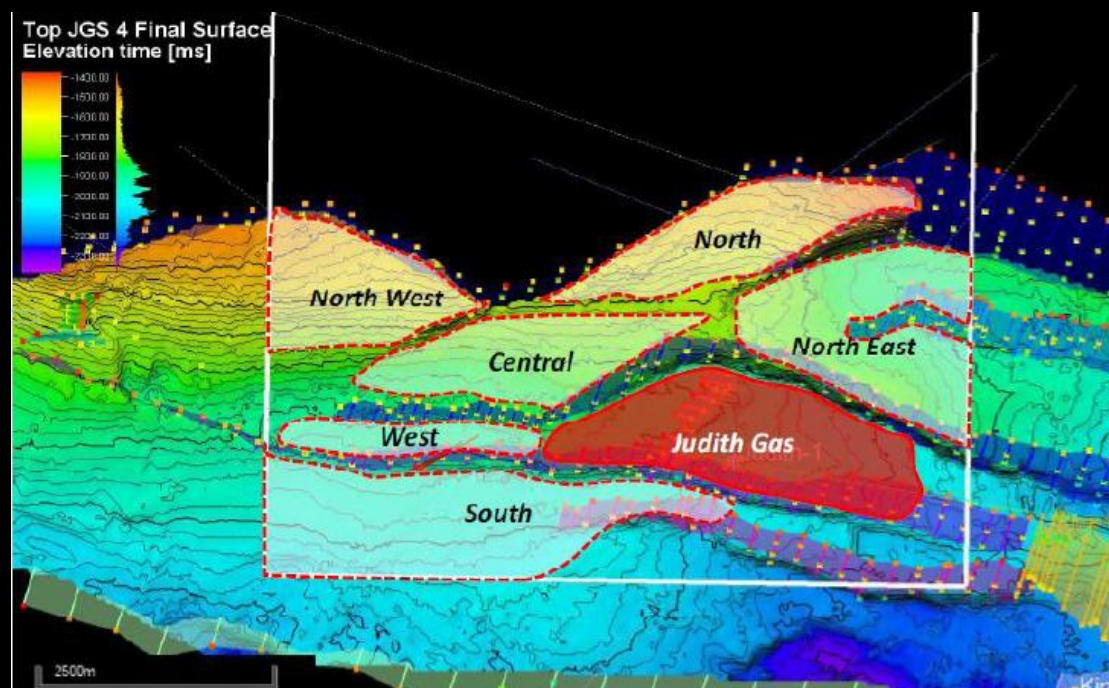 Top JGS 4 Final Surface
Elevation time [ms]
-1400.00
-1500.00
-1600.00
-1700.00
-1800.00
-1900.00
-2000.00
-2100.00
North
North West
North East
Central
West
Judith Gas
South
2500m